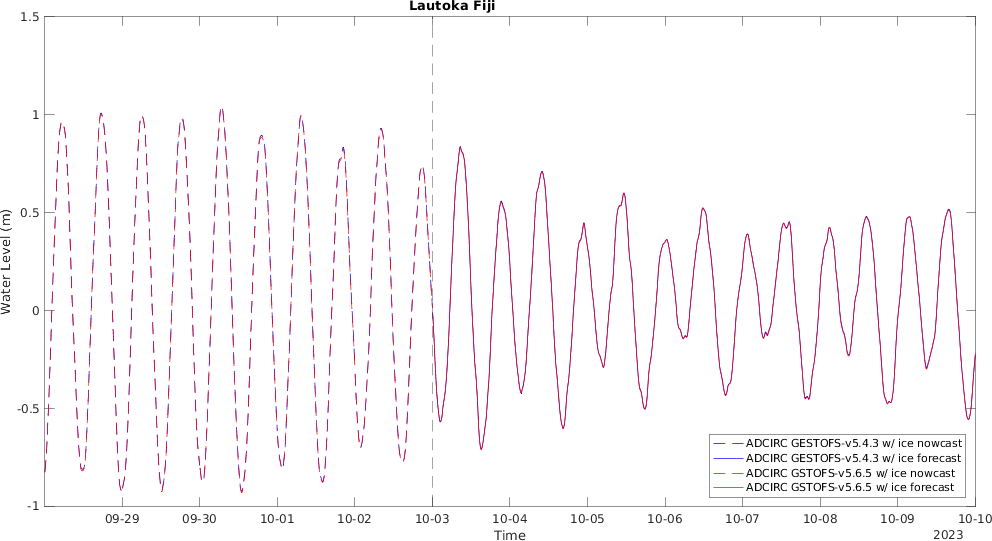 Lautoka Fiji
1.5
1
0.5
0
-0.5
-1
Water Level (m)
09-29 09-30 10-01 10-02 10-03 10-04 10-05 10-06 10-07 10-08 10-09 10-10
Time
2023
ADCIRC GESTOFS-v5.4.3 w/ ice nowcast
ADCIRC GESTOFS-v5.4.3 w/ ice forecast
ADCIRC GSTOFS-v5.6.5 w/ ice nowcast
ADCIRC GSTOFS-v5.6.5 w/ ice forecast